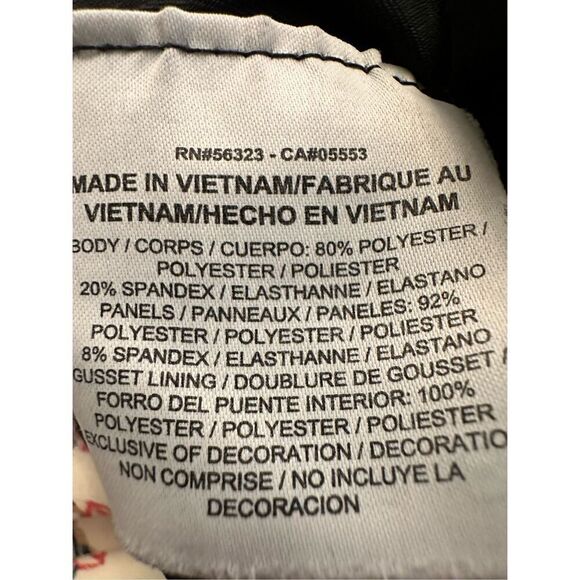 RN#56323 - CA#05553
MADE IN VIETNAM/FABRIQUE AU
VIETNAM/HECHO EN VIETNAM
BODY / CORPS / CUERPO: 80% POLYESTER /
POLYESTER / POLIESTER
20% SPANDEX / ELASTHANNE / ELASTANO
PANELS / PANNEAUX / PANELES: 92%
POLYESTER / POLYESTER / POLIESTER
8% SPANDEX / ELASTHANNE / ELASTANO
GUSSET LINING / DOUBLURE DE GOUSSET /
FORRO DEL PUENTE INTERIOR: 100%
POLYESTER / POLYESTER / POLIESTER
EXCLUSIVE OF DECORATION / DECORATIO
NON COMPRISE / NO INCLUYE LA
DECORACION